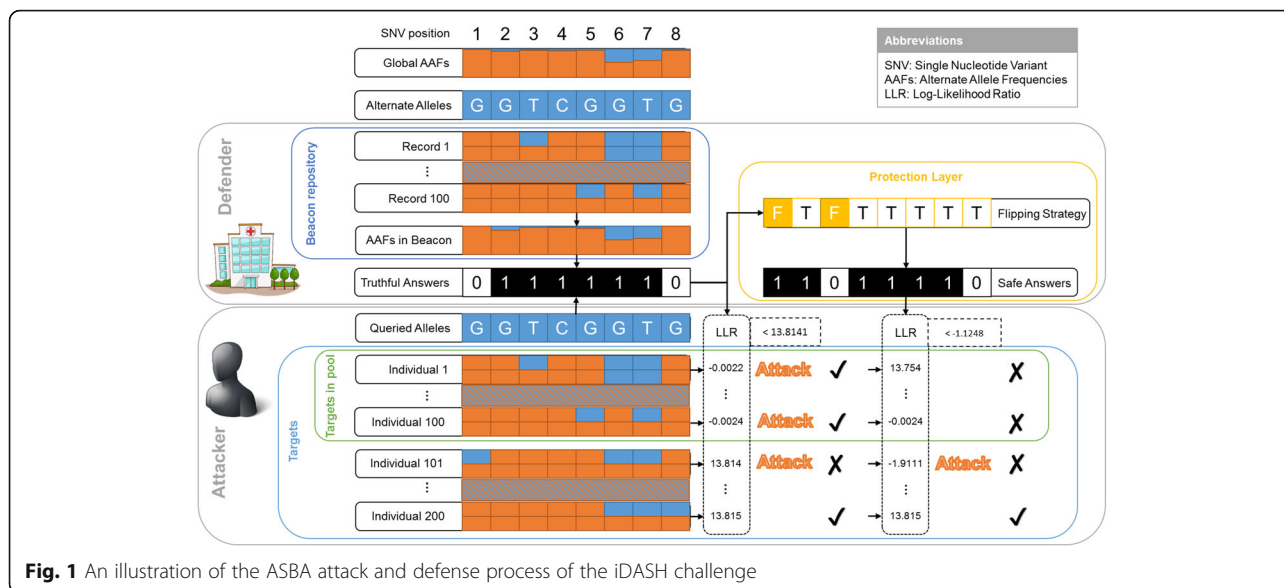 SNV position 1 2 3 4 5 6 7 8
Global AAFs
Alternate Alleles G G T C G G T G
Abbreviations
SNV: Single Nucleotide Variant
AAFs: Alternate Allele Frequencies
LLR: Log-Likelihood Ratio
Defender
Beacon repository
Record 1
⋮
Record 100
AAFs in Beacon
Truthful Answers 0 1 1 1 1 1 1 0
Protection Layer
F T F T T T T T Flipping Strategy
1 1 0 1 1 1 1 0 Safe Answers
Attacker
Targets
Targets in pool
Queried Alleles G G T C G G T G
LLR < 13.8141 LLR < -1.1248
Individual 1 -0.0022 Attack ✓ 13.754 ✗
⋮ ⋮ ⋮
Individual 100 -0.0024 Attack ✓ -0.0024 ✗
Individual 101 13.814 Attack ✗ -1.9111 Attack ✗
⋮ ⋮ ⋮
Individual 200 13.815 ✓ 13.815 ✓
Fig. 1 An illustration of the ASBA attack and defense process of the iDASH challenge